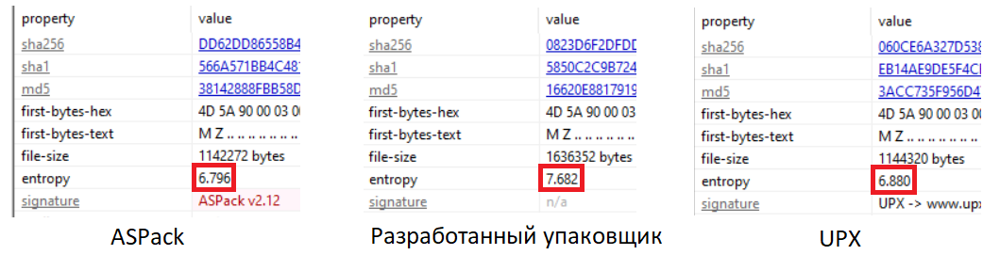 property value
sha256 DD62DD86558B4
sha1 566A571BB4C48
md5 38142888FBB58D
first-bytes-hex 4D 5A 90 00 03 00
first-bytes-text M Z .. .. .. .. .. ..
file-size 1142272 bytes
entropy 6.796
signature ASPack v2.12
ASPack
property value
sha256 0823D6F2DFDD
sha1 5850C2C9B724
md5 16620E8817919
first-bytes-hex 4D 5A 90 00 03
first-bytes-text M Z .. .. .. .. .. ..
file-size 1636352 bytes
entropy 7.682
signature n/a
Разработанный упаковщик
property value
sha256 060CE6A327D538
sha1 EB14AE9DE5F4C
md5 3ACC735F956D4
first-bytes-hex 4D 5A 90 00 03 00
first-bytes-text M Z .. .. .. .. .. ..
file-size 1144320 bytes
entropy 6.880
signature UPX -> www.upx
UPX